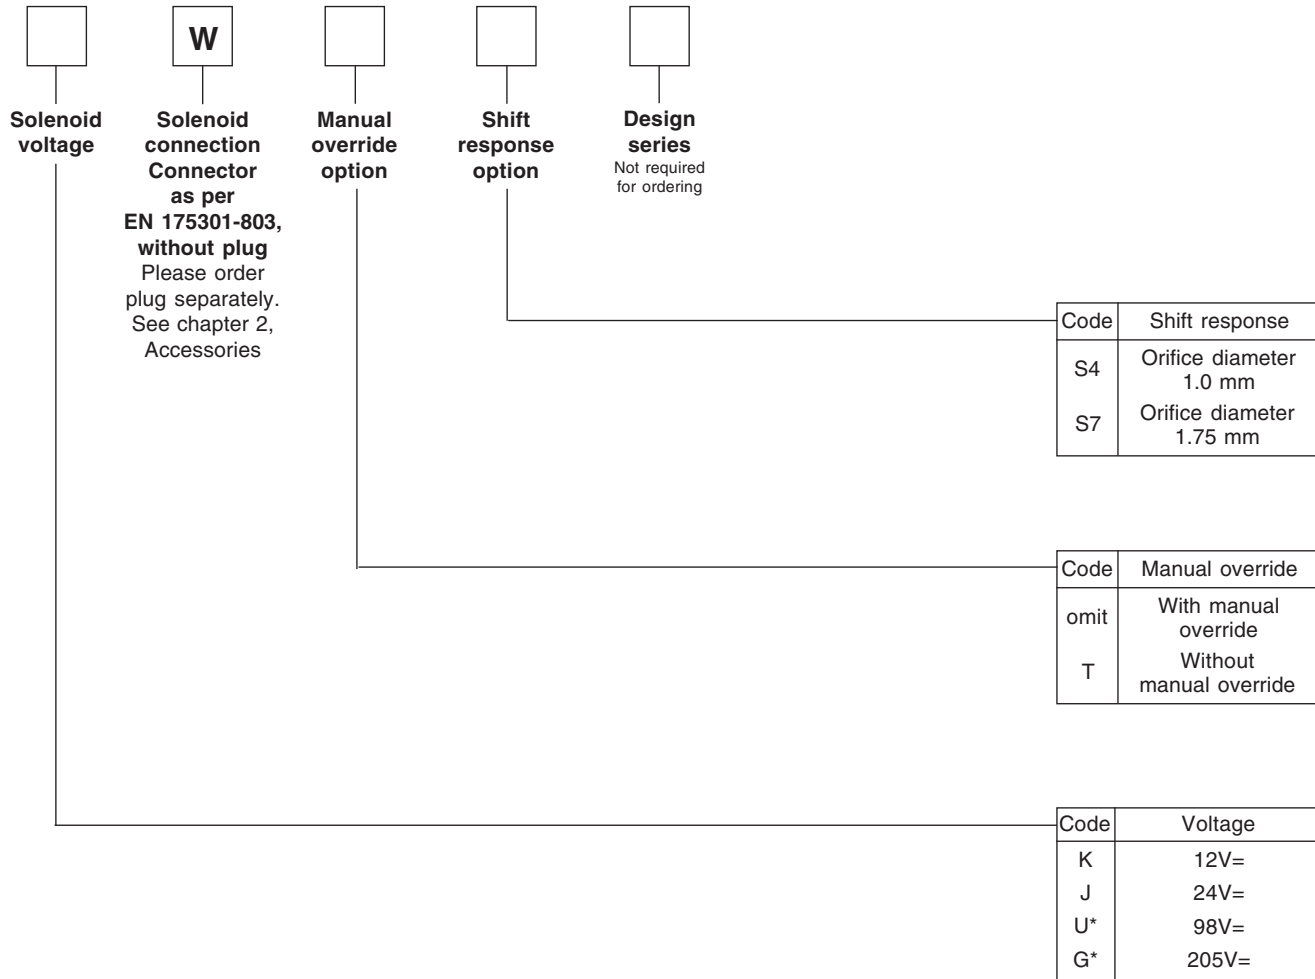 W
Solenoid
voltage
Solenoid
connection
Connector
as per
EN 175301-803,
without plug
Please order
plug separately.
See chapter 2,
Accessories
Manual
override
option
Shift
response
option
Design
series
Not required
for ordering
Code Shift response
S4 Orifice diameter
1.0 mm
S7 Orifice diameter
1.75 mm
Code Manual override
omit With manual
override
T Without
manual override
Code Voltage
K 12V=
J 24V=
U* 98V=
G* 205V=